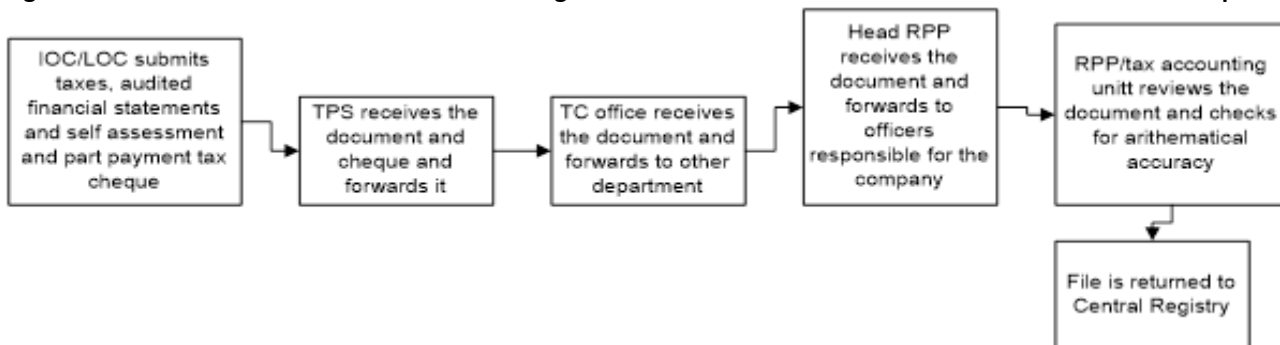 IOC/LOC submits
taxes, audited
financial statements
and self assessment
and part payment tax
cheque
TPS receives the
document and
cheque and
forwards it
TC office receives
the document and
forwards to other
department
Head RPP
receives the
document and
forwards to
officers
responsible for the
company
RPP/tax accounting
unitt reviews the
document and checks
for arithematical
accuracy
File is returned to
Central Registry